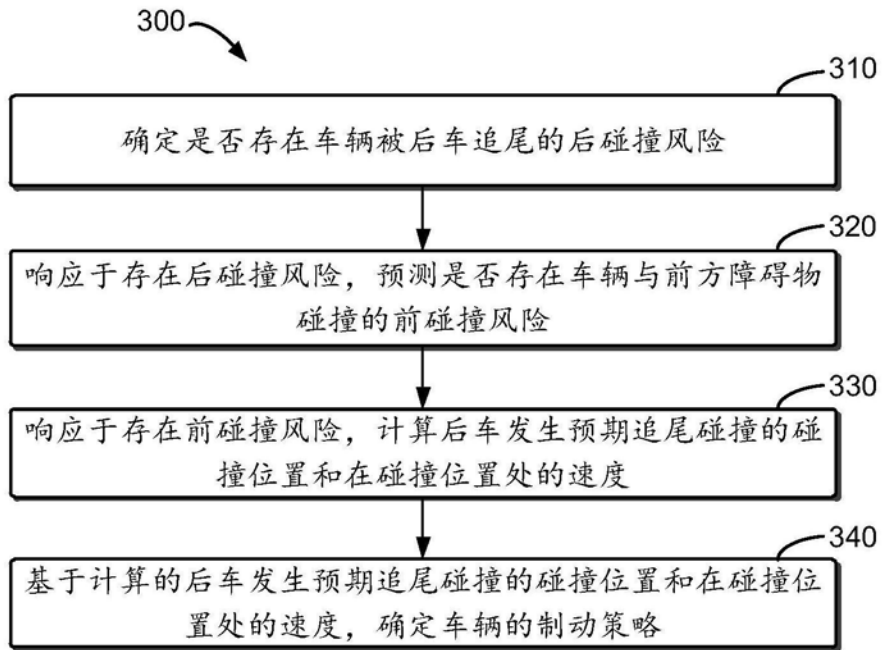 300
310
确定是否存在车辆被后车追尾的后碰撞风险
320
响应于存在后碰撞风险，预测是否存在车辆与前方障碍物
碰撞的前碰撞风险
330
响应于存在前碰撞风险，计算后车发生预期追尾碰撞的碰
撞位置和在碰撞位置处的速度
340
基于计算的后车发生预期追尾碰撞的碰撞位置和在碰撞位
置处的速度，确定车辆的制动策略